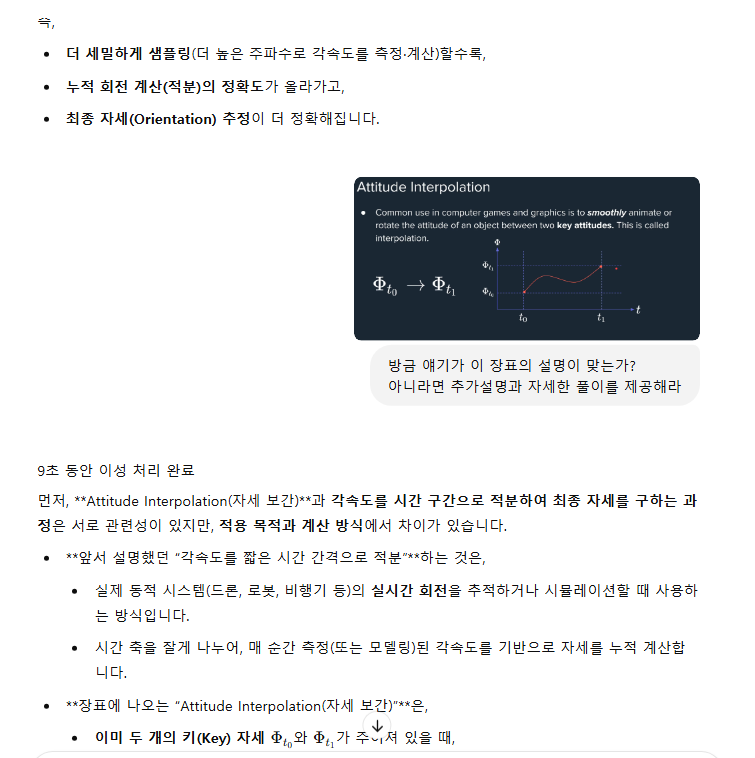 즉,
더 세밀하게 샘플링(더 높은 주파수로 각속도를 측정·계산)할수록,
누적 회전 계산(적분)의 정확도가 올라가고,
최종 자세(Orientation) 추정이 더 정확해집니다.
Attitude Interpolation
Common use in computer games and graphics is to smoothly animate or
rotate the attitude of an object between two key attitudes. This is called
interpolation.
Φ
Φt₁
Φt₀ → Φt₁
Φt₀
t
t₀ t₁
방금 얘기가 이 장표의 설명이 맞는가?
아니라면 추가설명과 자세한 풀이를 제공해라
9초 동안 이성 처리 완료
먼저, **Attitude Interpolation(자세 보간)**과 각속도를 시간 구간으로 적분하여 최종 자세를 구하는 과
정은 서로 관련성이 있지만, 적용 목적과 계산 방식에서 차이가 있습니다.
**앞서 설명했던 “각속도를 짧은 시간 간격으로 적분”**하는 것은,
실제 동적 시스템(드론, 로봇, 비행기 등)의 실시간 회전을 추적하거나 시뮬레이션할 때 사용하
는 방식입니다.
시간 축을 잘게 나누어, 매 순간 측정(또는 모델링)된 각속도를 기반으로 자세를 누적 계산합
니다.
**장표에 나오는 “Attitude Interpolation(자세 보간)”**은,
이미 두 개의 키(Key) 자세 Φt₀와 Φt₁가 주어져 있을 때,